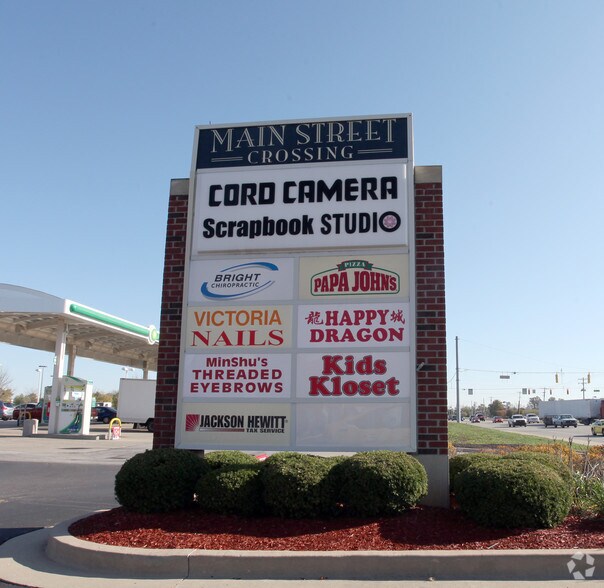 MAIN STREET
CROSSING
CORD CAMERA
Scrapbook STUDIO
BRIGHT
CHIROPRACTIC
PIZZA
PAPA JOHNS
VICTORIA
NAILS
龍 HAPPY 城
DRAGON
MinShu's
THREADED
EYEBROWS
Kids
Kloset
JACKSON HEWITT
TAX SERVICE